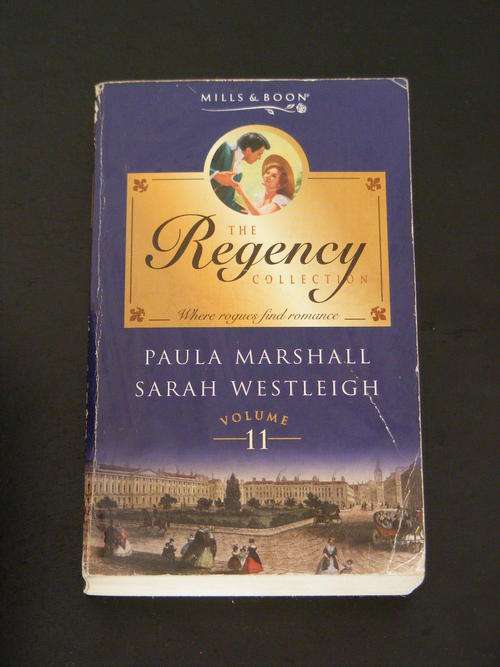 MILLS & BOON®
THE
Regency
COLLECTION
Where rogues find romance
PAULA MARSHALL
SARAH WESTLEIGH
VOLUME
11